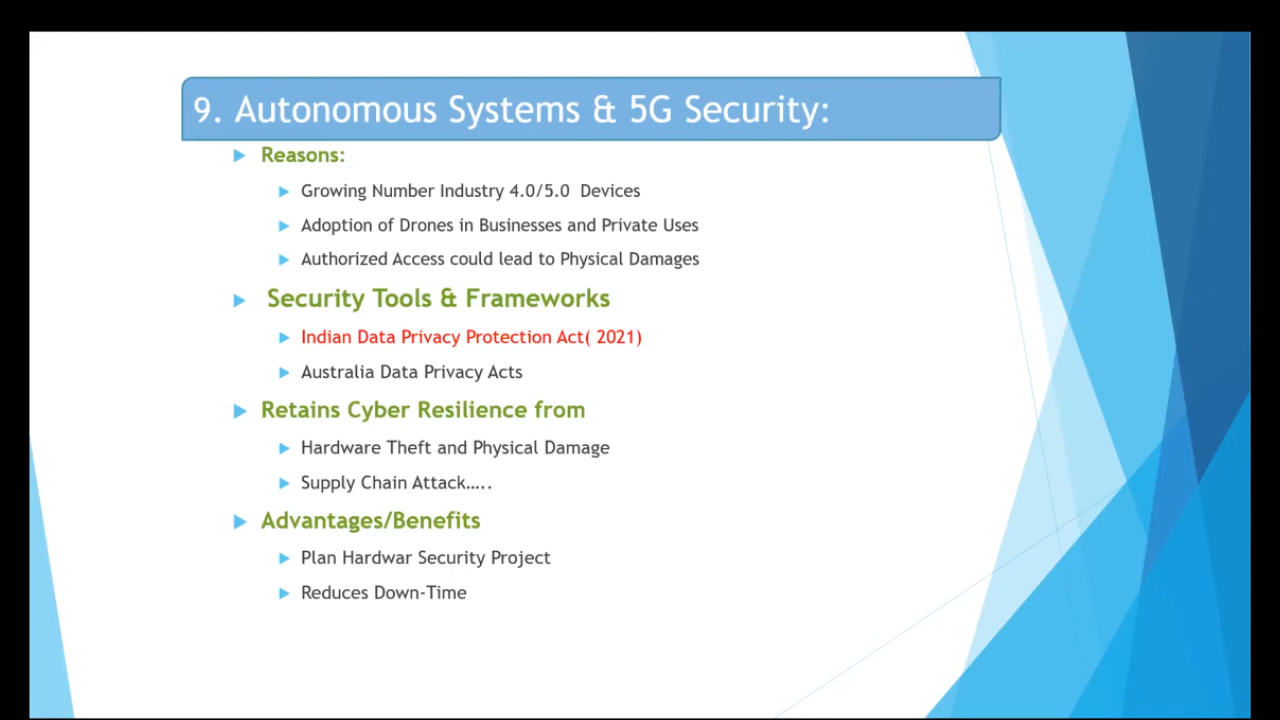 9. Autonomous Systems & 5G Security:
Reasons:
Growing Number Industry 4.0/5.0 Devices
Adoption of Drones in Businesses and Private Uses
Authorized Access could lead to Physical Damages
Security Tools & Frameworks
Indian Data Privacy Protection Act( 2021)
Australia Data Privacy Acts
Retains Cyber Resilience from
Hardware Theft and Physical Damage
Supply Chain Attack…..
Advantages/Benefits
Plan Hardwar Security Project
Reduces Down-Time